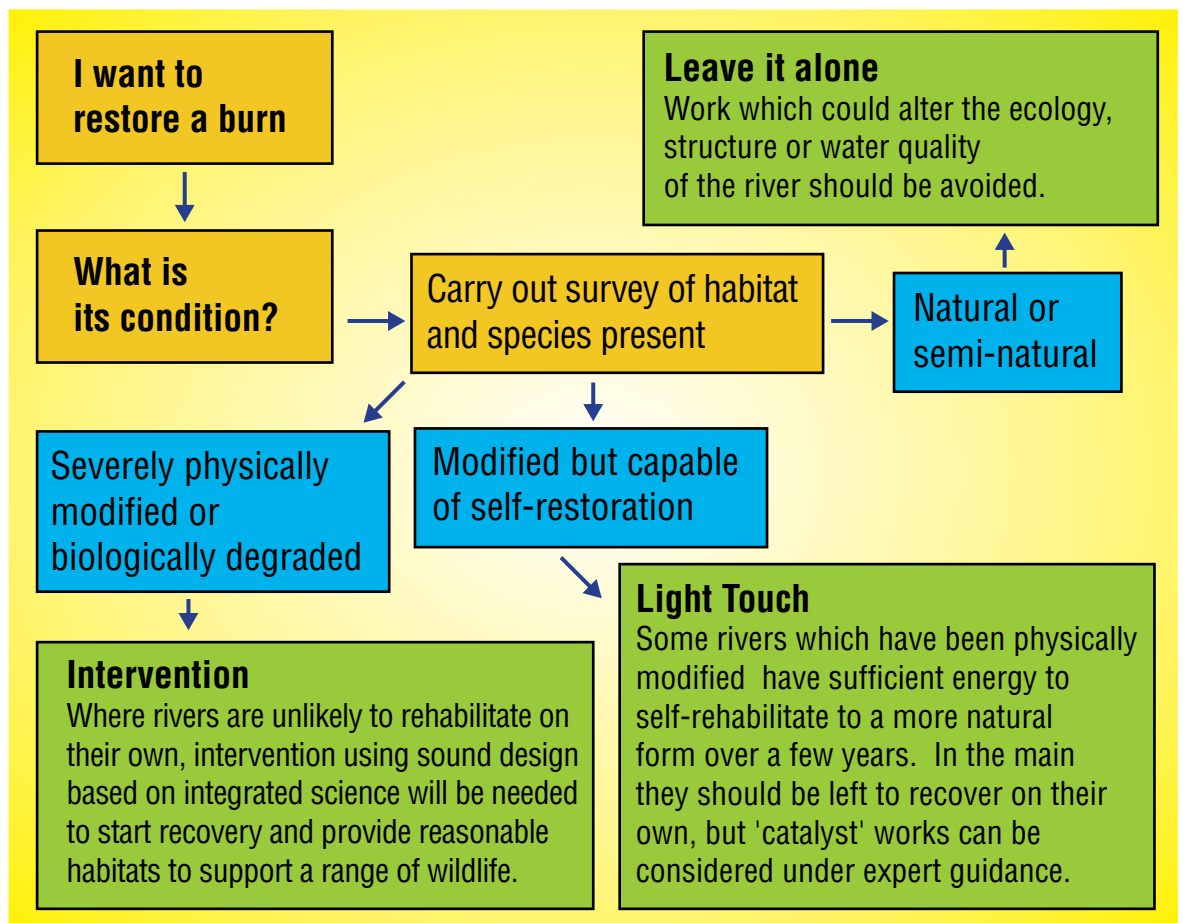 I want to
restore a burn
What is
its condition?
Carry out survey of habitat
and species present
Natural or
semi-natural
Leave it alone
Work which could alter the ecology,
structure or water quality
of the river should be avoided.
Severely physically
modified or
biologically degraded
Modified but capable
of self-restoration
Intervention
Where rivers are unlikely to rehabilitate on
their own, intervention using sound design
based on integrated science will be needed
to start recovery and provide reasonable
habitats to support a range of wildlife.
Light Touch
Some rivers which have been physically
modified  have sufficient energy to
self-rehabilitate to a more natural
form over a few years.  In the main
they should be left to recover on their
own, but 'catalyst' works can be
considered under expert guidance.